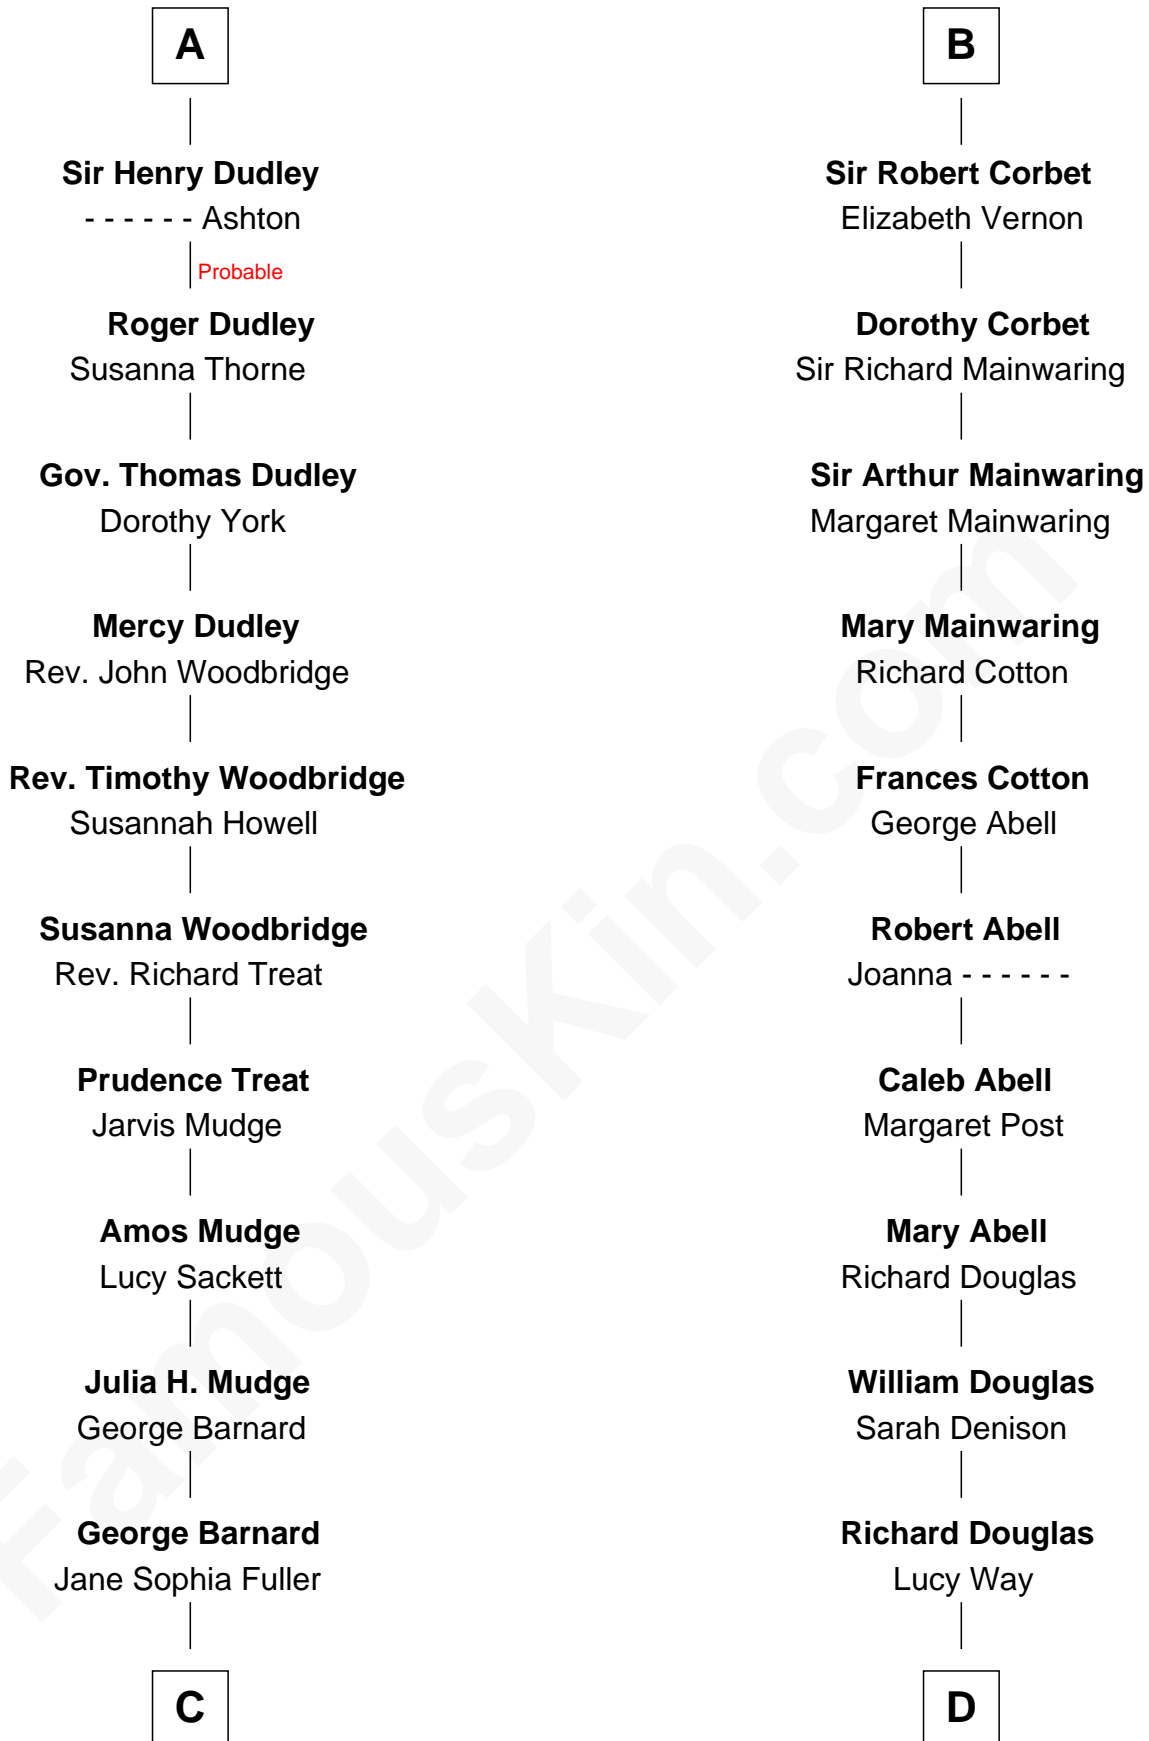 A
Sir Henry Dudley
- - - - - - Ashton
Probable
Roger Dudley
Susanna Thorne
Gov. Thomas Dudley
Dorothy York
Mercy Dudley
Rev. John Woodbridge
Rev. Timothy Woodbridge
Susannah Howell
Susanna Woodbridge
Rev. Richard Treat
Prudence Treat
Jarvis Mudge
Amos Mudge
Lucy Sackett
Julia H. Mudge
George Barnard
George Barnard
Jane Sophia Fuller
C
B
Sir Robert Corbet
Elizabeth Vernon
Dorothy Corbet
Sir Richard Mainwaring
Sir Arthur Mainwaring
Margaret Mainwaring
Mary Mainwaring
Richard Cotton
Frances Cotton
George Abell
Robert Abell
Joanna - - - - - -
Caleb Abell
Margaret Post
Mary Abell
Richard Douglas
William Douglas
Sarah Denison
Richard Douglas
Lucy Way
D
FamousKin.com